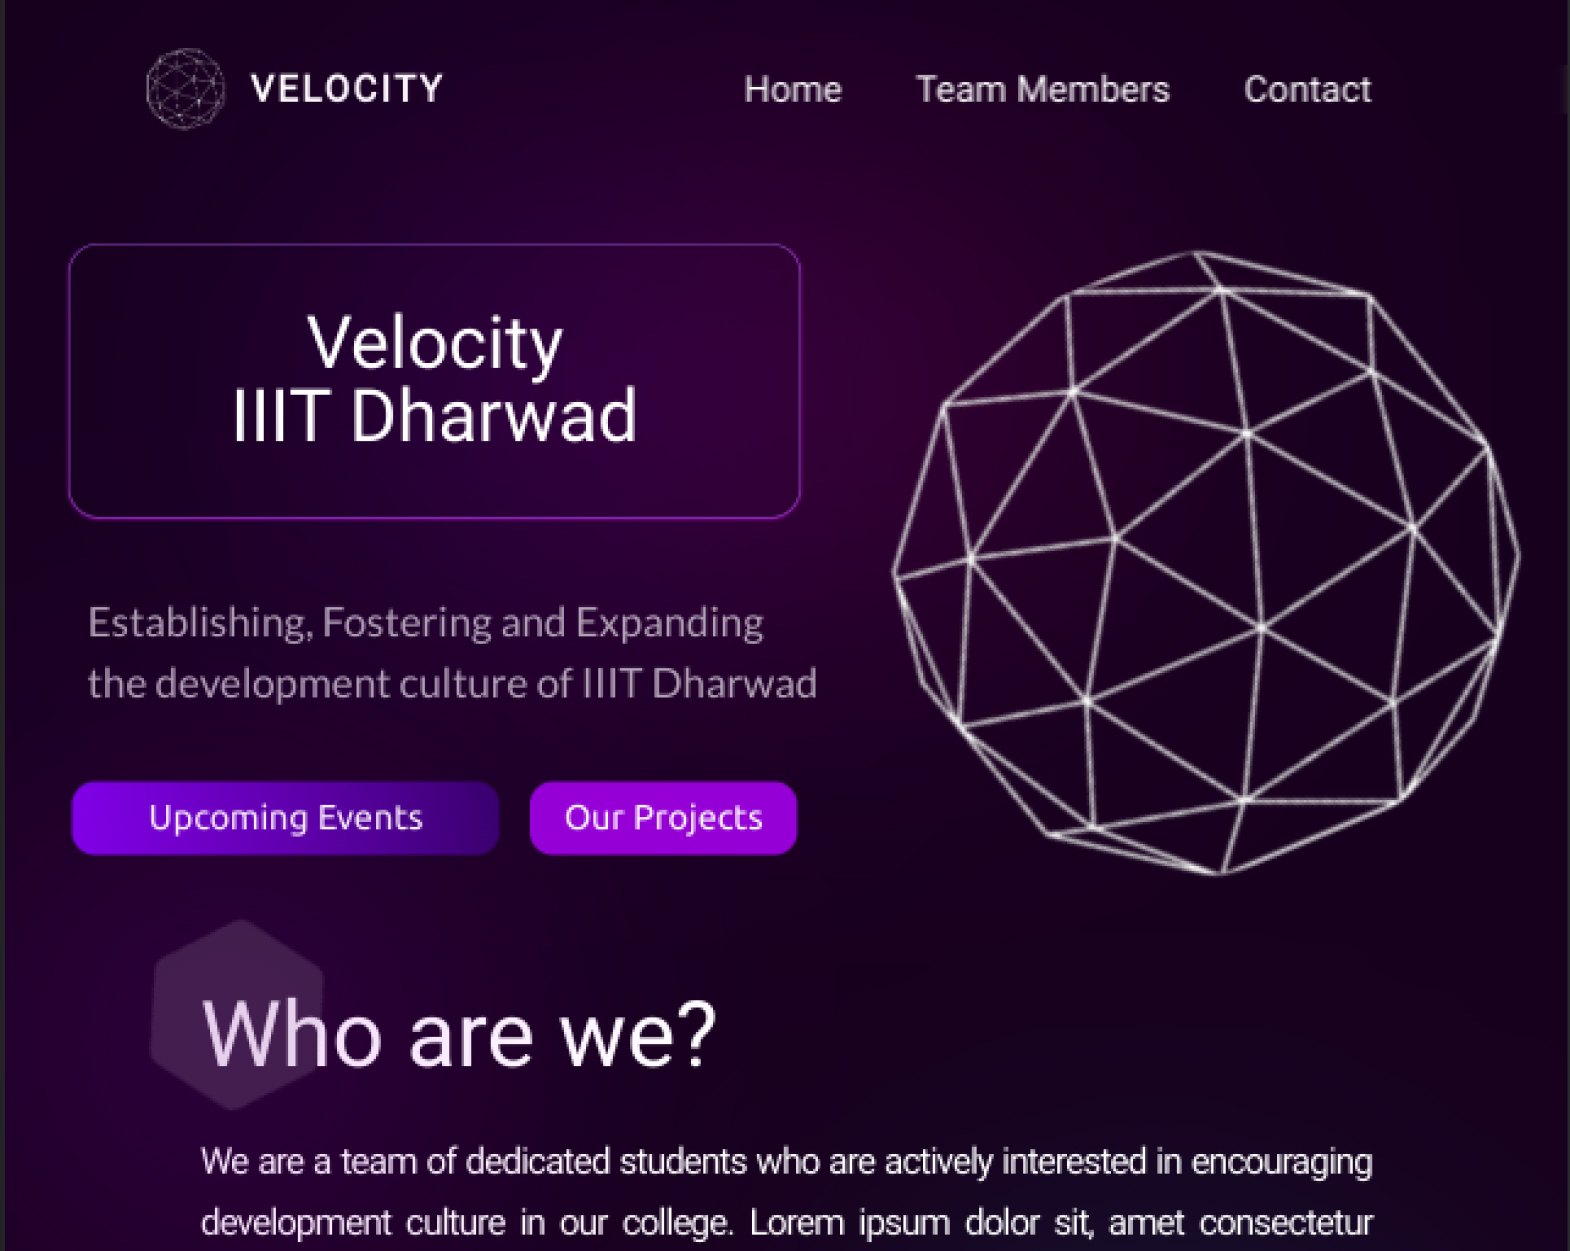 VELOCITY
Home Team Members Contact
Velocity
IIIT Dharwad
Establishing, Fostering and Expanding
the development culture of IIIT Dharwad
Upcoming Events Our Projects
Who are we?
We are a team of dedicated students who are actively interested in encouraging
development culture in our college. Lorem ipsum dolor sit, amet consectetur